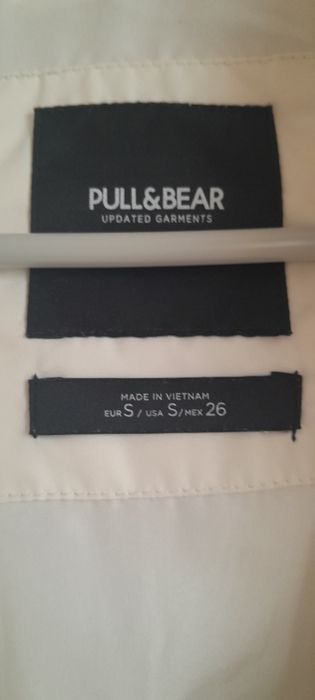 PULL&BEAR
UPDATED GARMENTS
MADE IN VIETNAM
EUR S / USA S/MEX 26